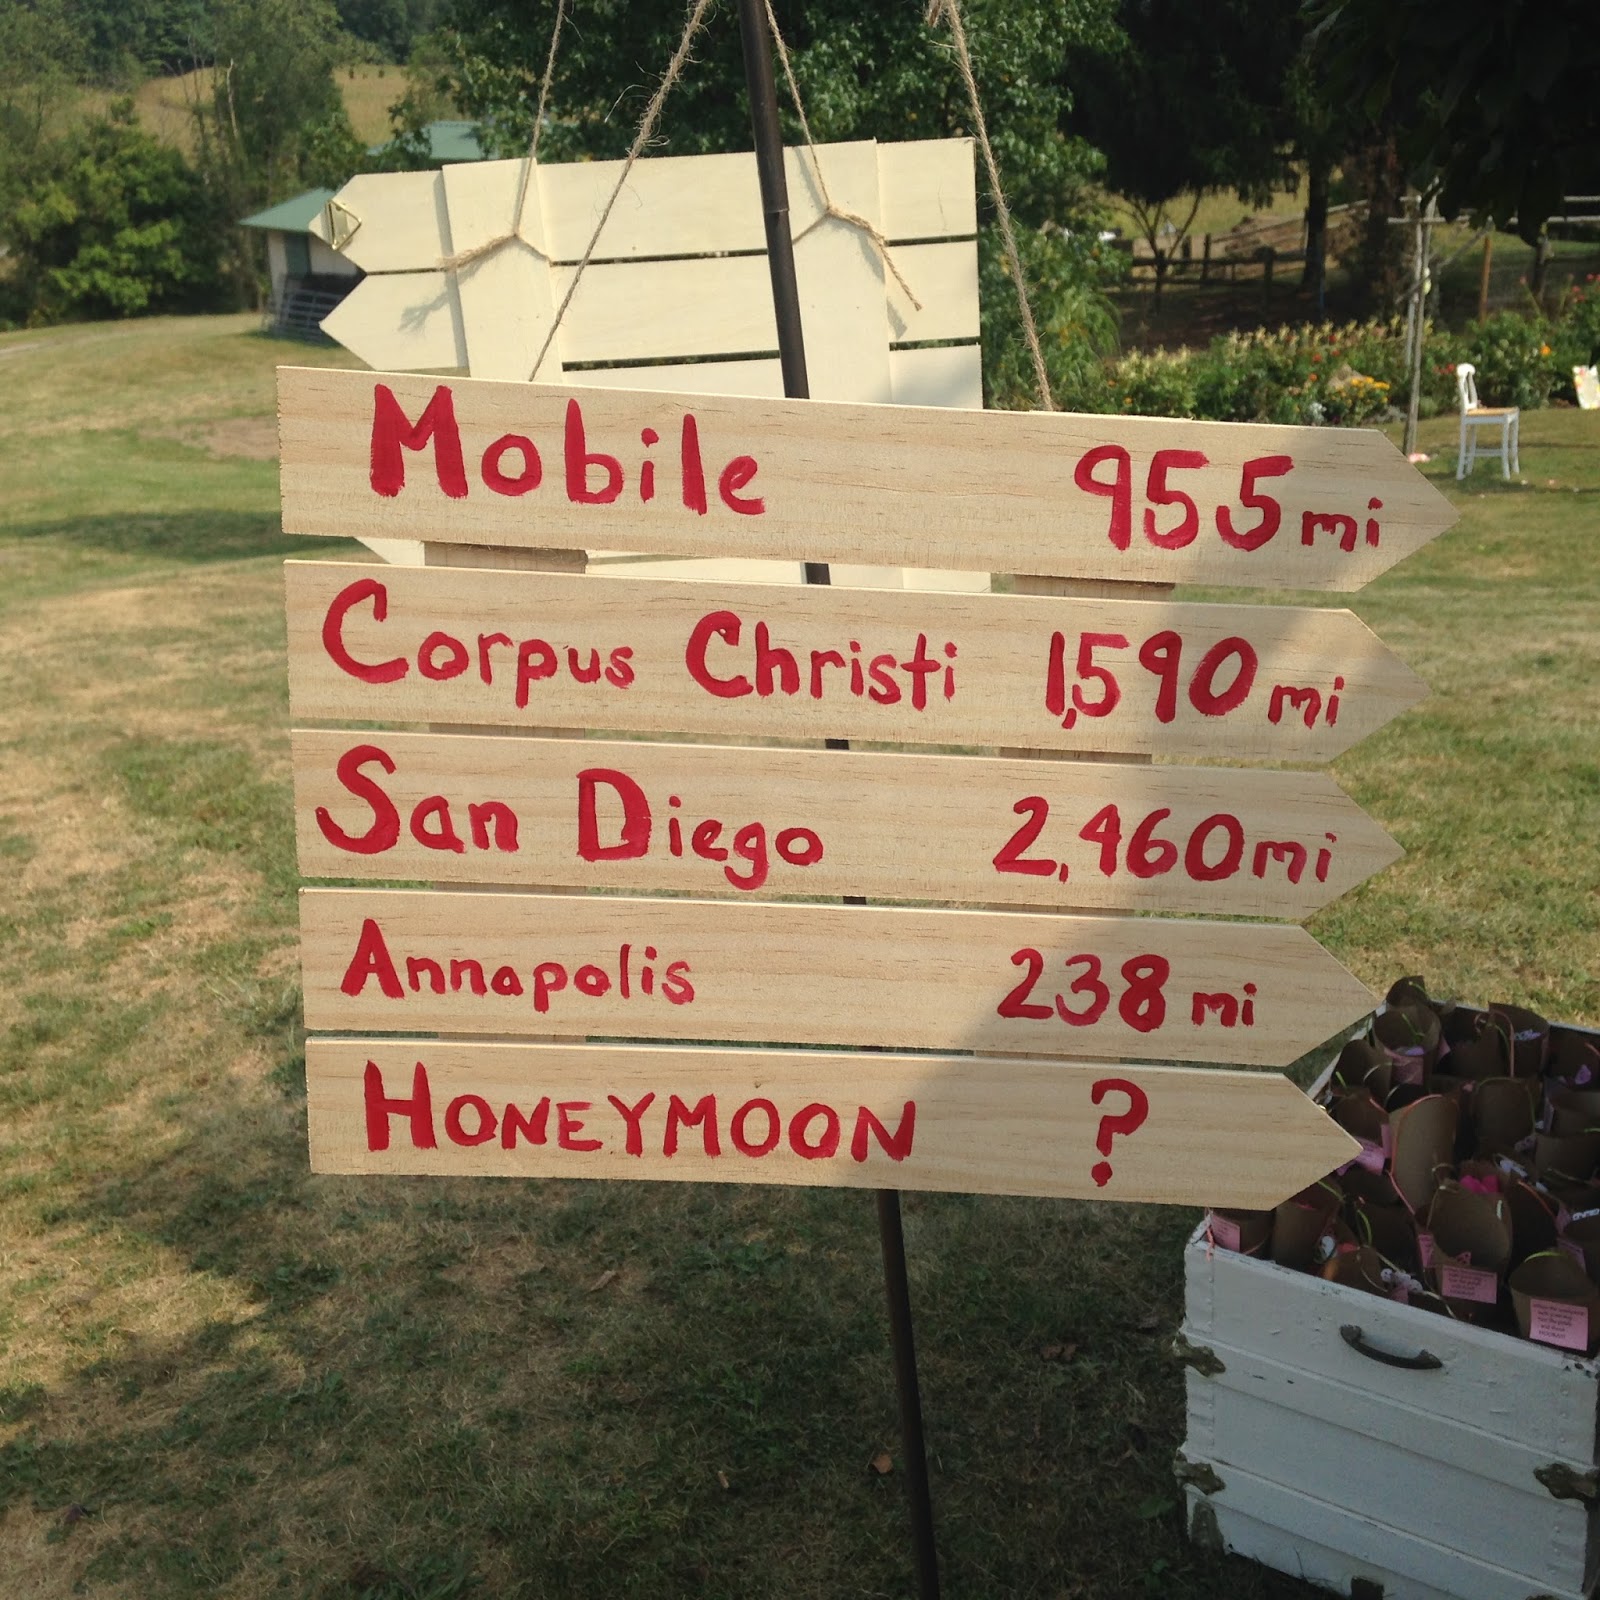 Mobile 955 mi
Corpus Christi 1,590 mi
San Diego 2,460 mi
Annapolis 238 mi
HONEYMOON ?